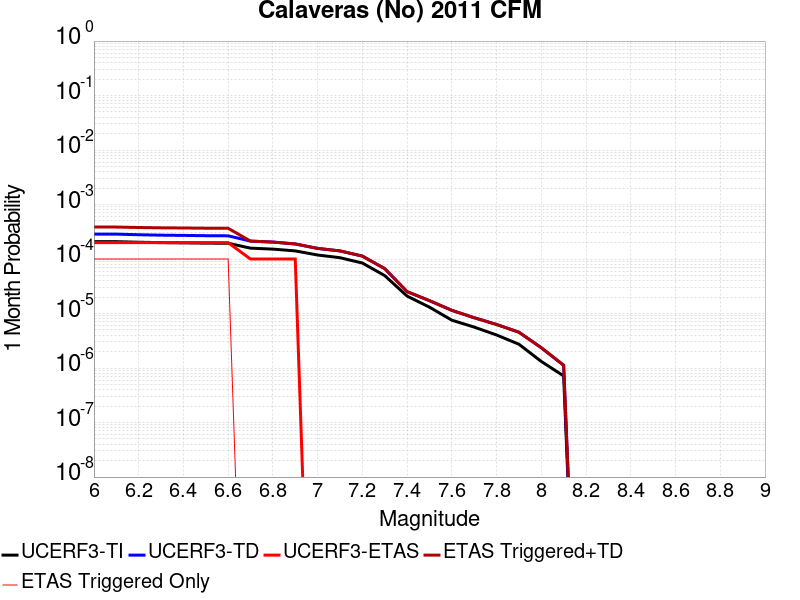 Calaveras (No) 2011 CFM
1 Month Probability
10^0
10^-1
10^-2
10^-3
10^-4
10^-5
10^-6
10^-7
10^-8
6 6.2 6.4 6.6 6.8 7 7.2 7.4 7.6 7.8 8 8.2 8.4 8.6 8.8 9
Magnitude
UCERF3-TI UCERF3-TD UCERF3-ETAS ETAS Triggered+TD
ETAS Triggered Only